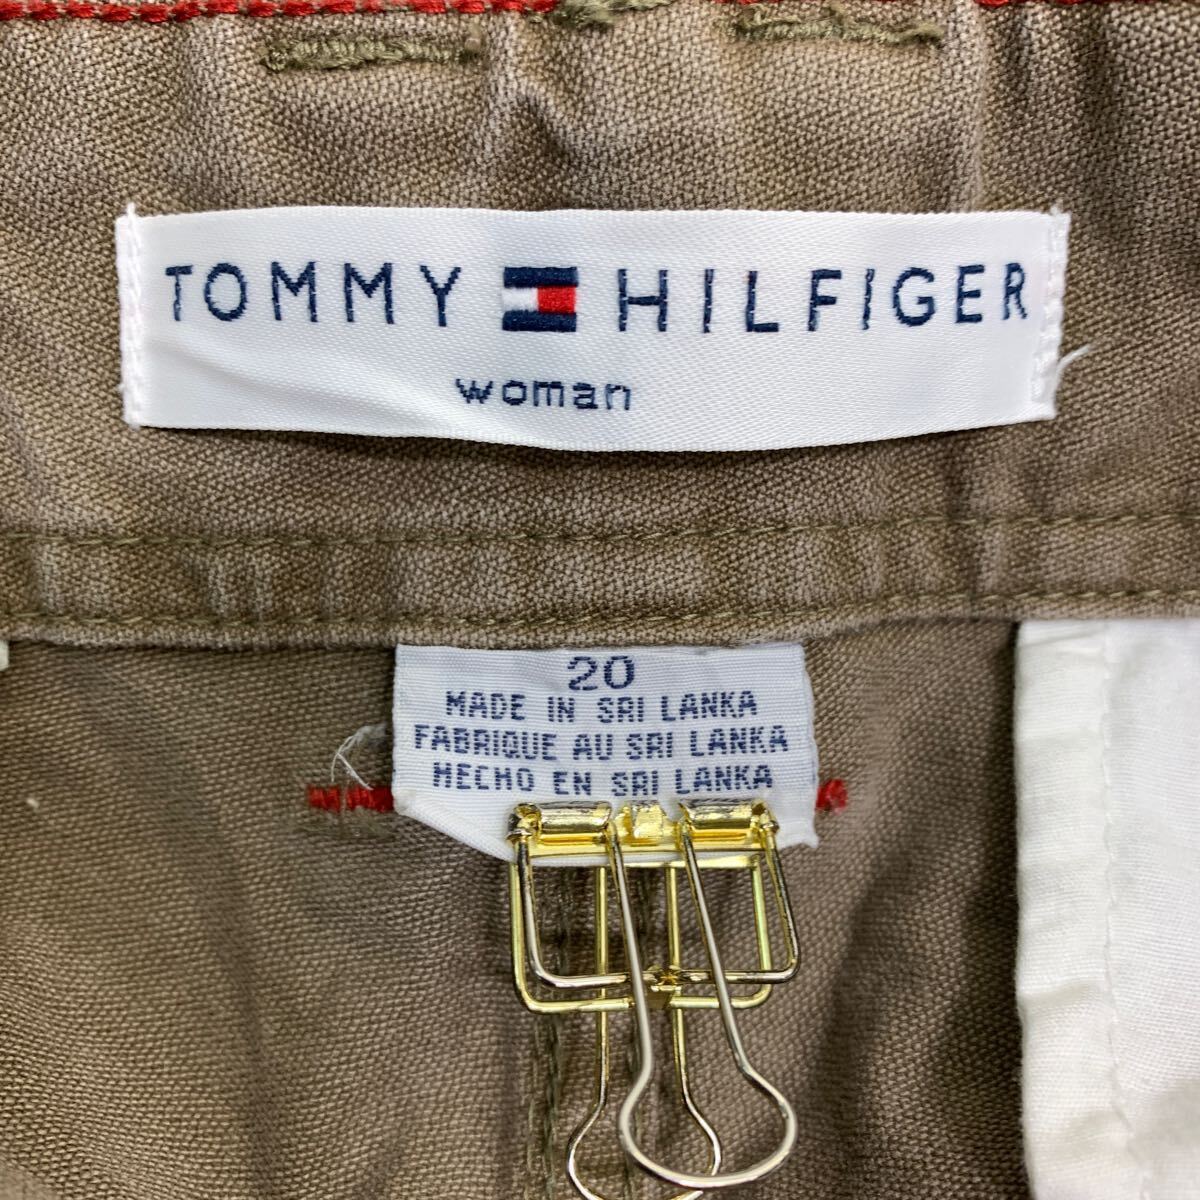 TOMMY HILFIGER
woman
20
MADE IN SRI LANKA
FABRIQUE AU SRI LANKA
HECHO EN SRI LANKA